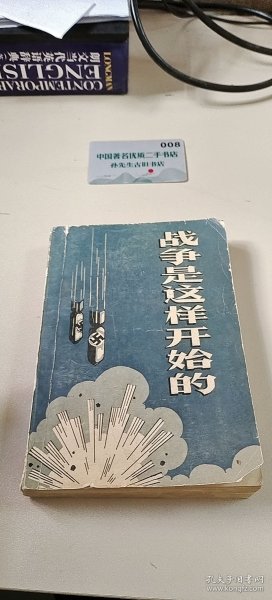 CONTEMPORARY
ENGLISH
朗文当代英语辞典
LONGMAN
008
中国著名优质二手书店
孙先生古旧书店
战争是这样开始的
孔夫子旧书网